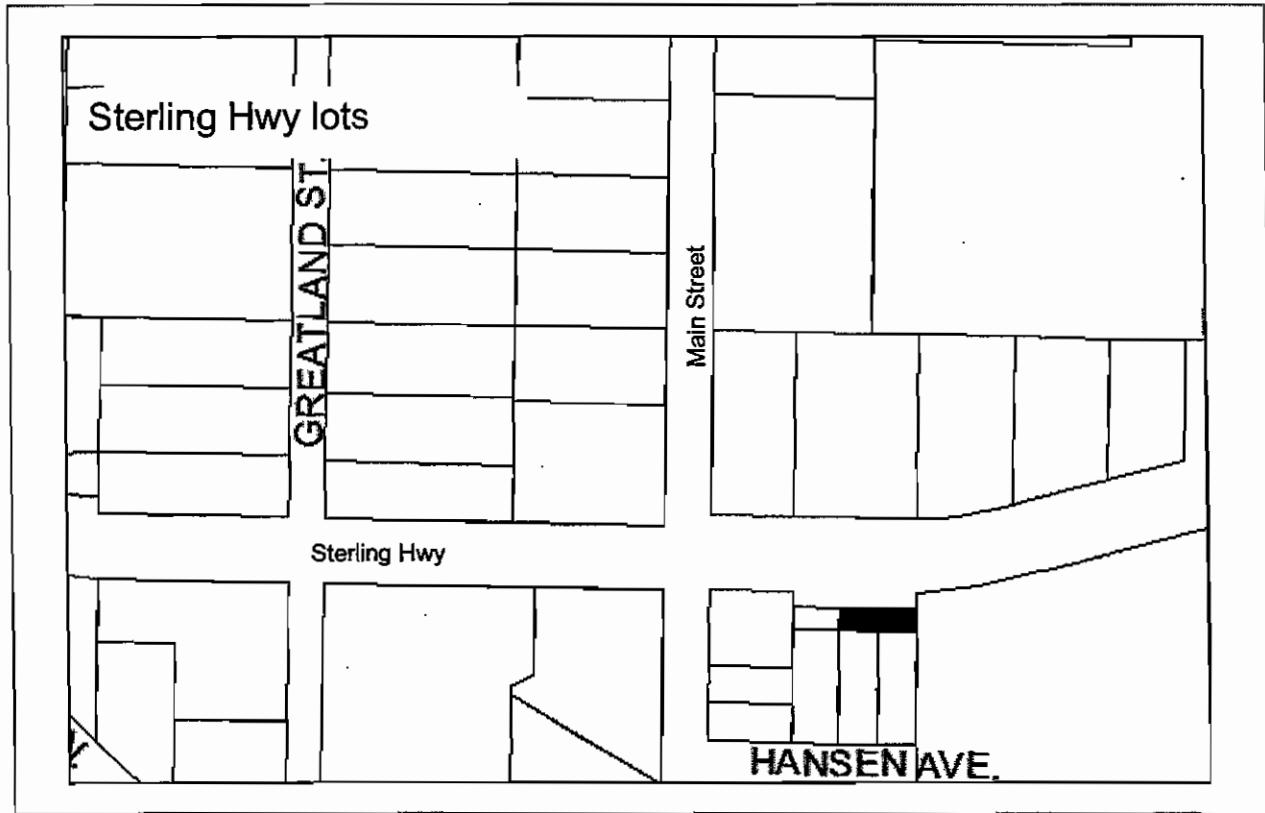 Sterling Hwy lots
GREATLAND ST.
Main Street
Sterling Hwy
HANSEN AVE.